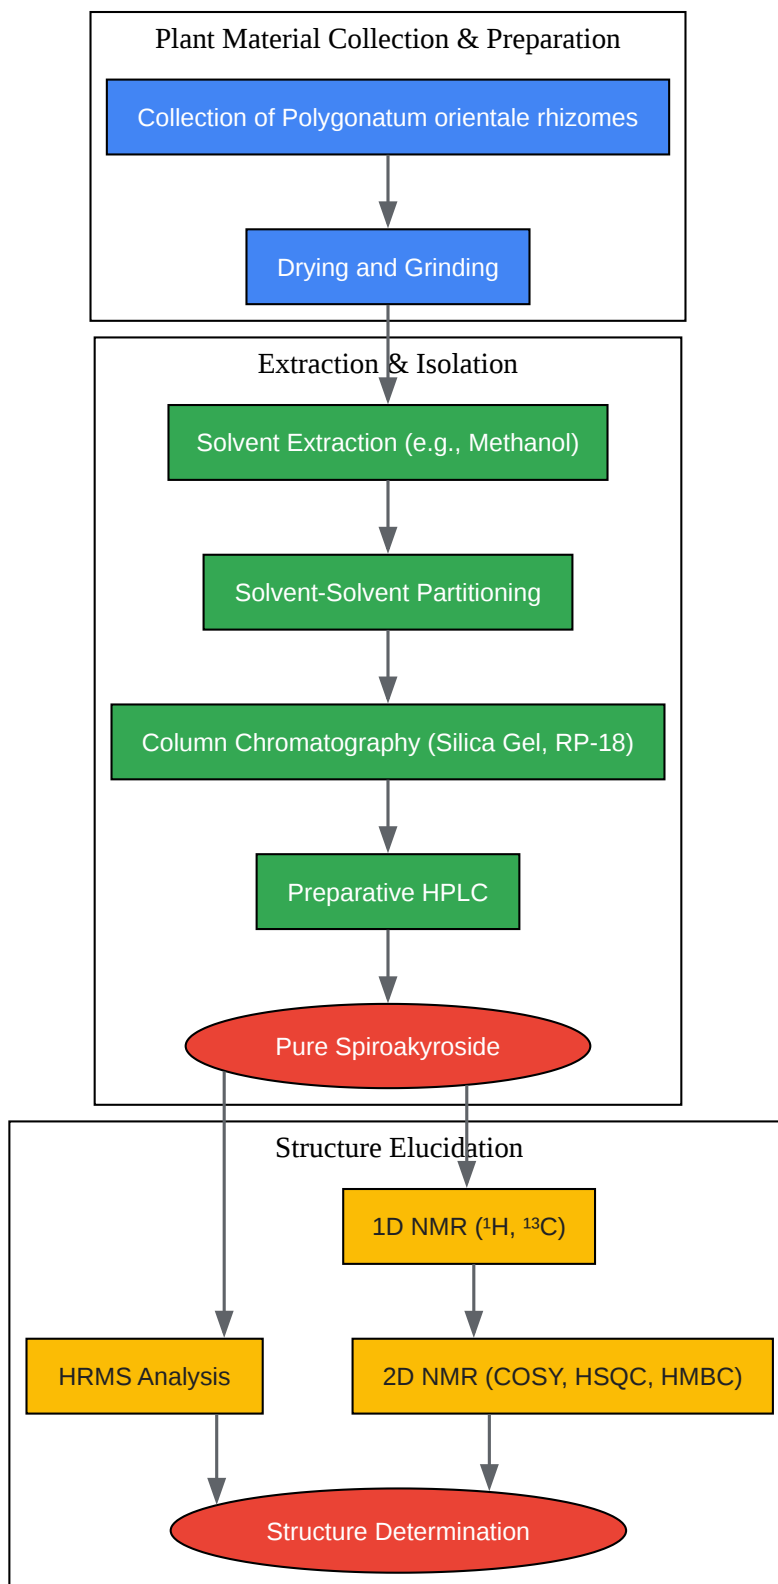 Plant Material Collection & Preparation
Collection of Polygonatum orientale rhizomes
Drying and Grinding
Extraction & Isolation
Solvent Extraction (e.g., Methanol)
Solvent-Solvent Partitioning
Column Chromatography (Silica Gel, RP-18)
Preparative HPLC
Pure Spiroakyroside
Structure Elucidation
1D NMR (¹H, ¹³C)
HRMS Analysis
2D NMR (COSY, HSQC, HMBC)
Structure Determination